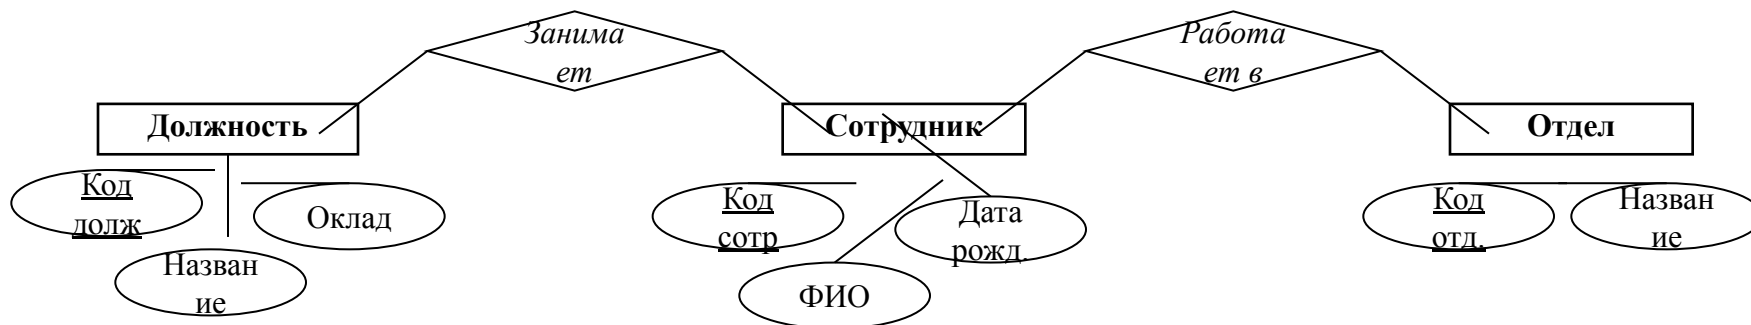 Занима
ет
Работа
ет в
Должность
Сотрудник
Отдел
Код
долж
Оклад
Назван
ие
Код
сотр
Дата
рожд.
ФИО
Код
отд.
Назван
ие